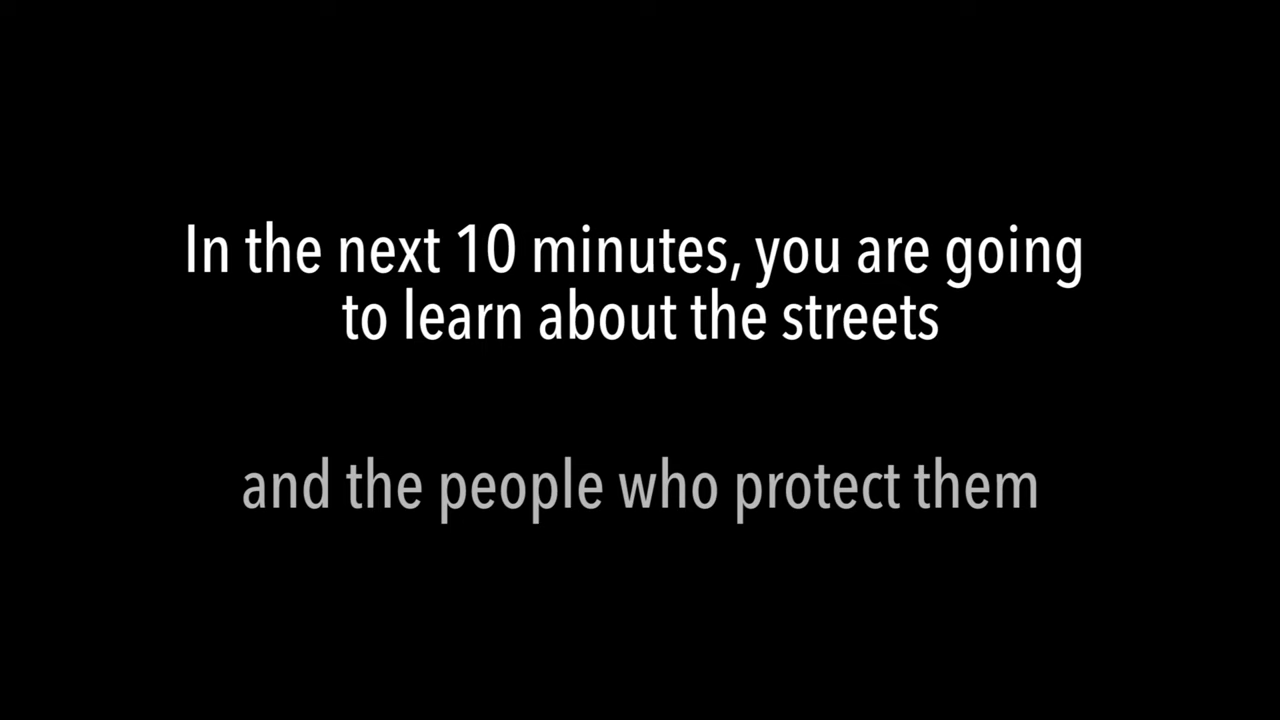 In the next 10 minutes, you are going
to learn about the streets
and the people who protect them